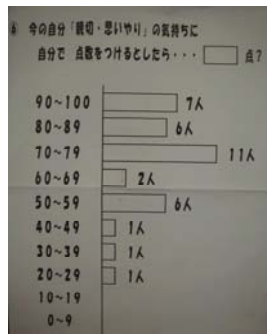 今の自分「親切・思いやり」の気持ちに
自分で 点数をつけるとしたら・・・ 点?
90~100 7人
80~89 6人
70~79 11人
60~69 2人
50~59 6人
40~49 1人
30~39 1人
20~29 1人
10~19
0~9